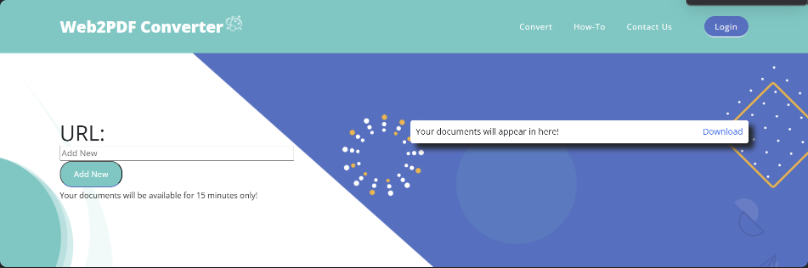 Web2PDF Converter
Convert How-To Contact Us Login
URL:
Add New
Add New
Your documents will be available for 15 minutes only!
Your documents will appear in here! Download